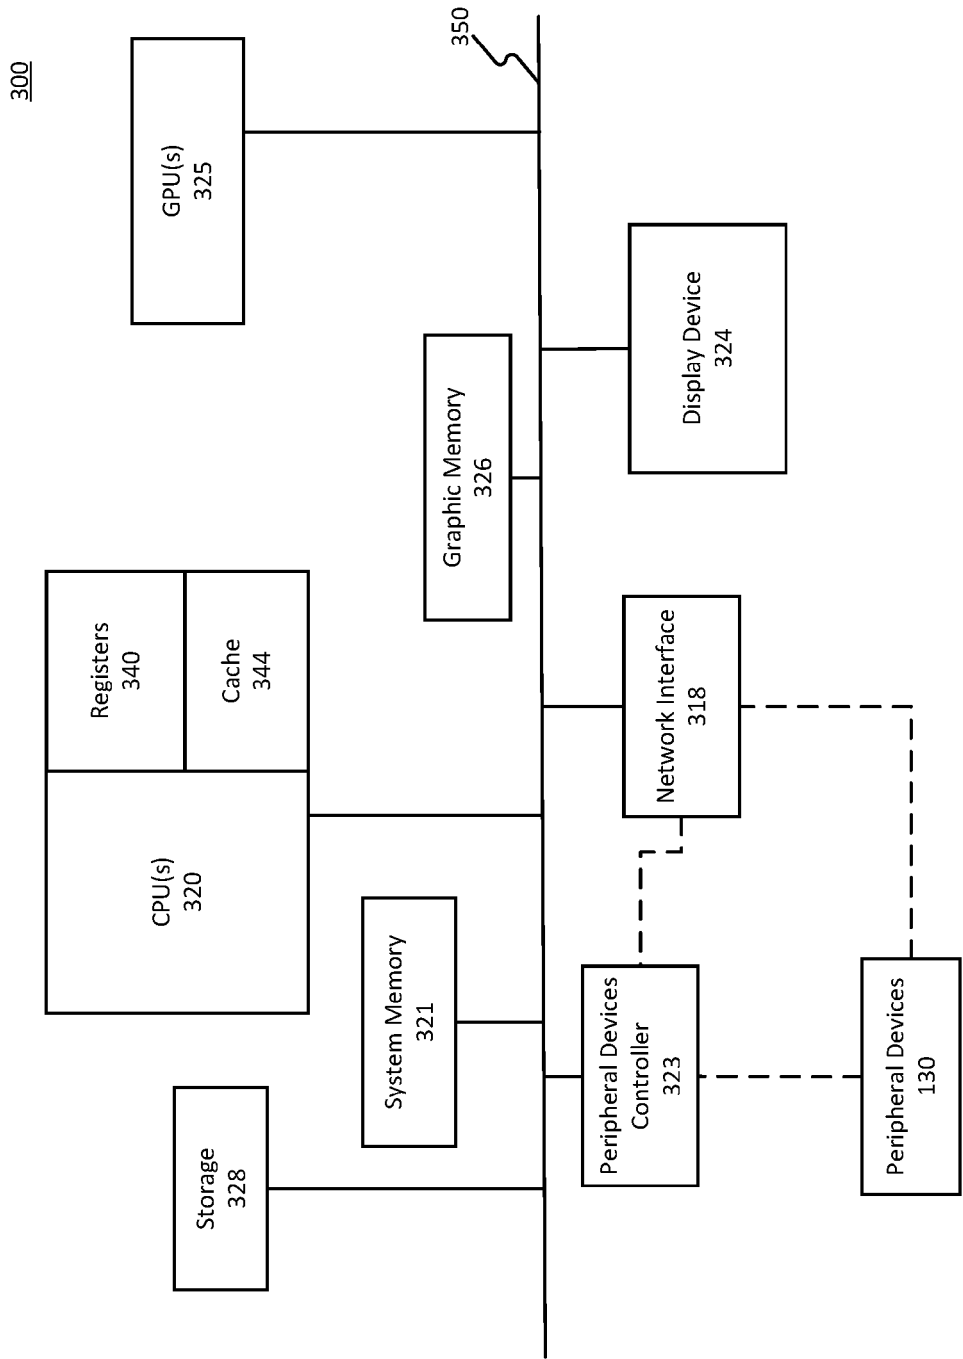 300
Storage
328
CPU(s)
320
Registers
340
Cache
344
GPU(s)
325
System Memory
321
Graphic Memory
326
350
Peripheral Devices
Controller
323
Network Interface
318
Display Device
324
Peripheral Devices
130